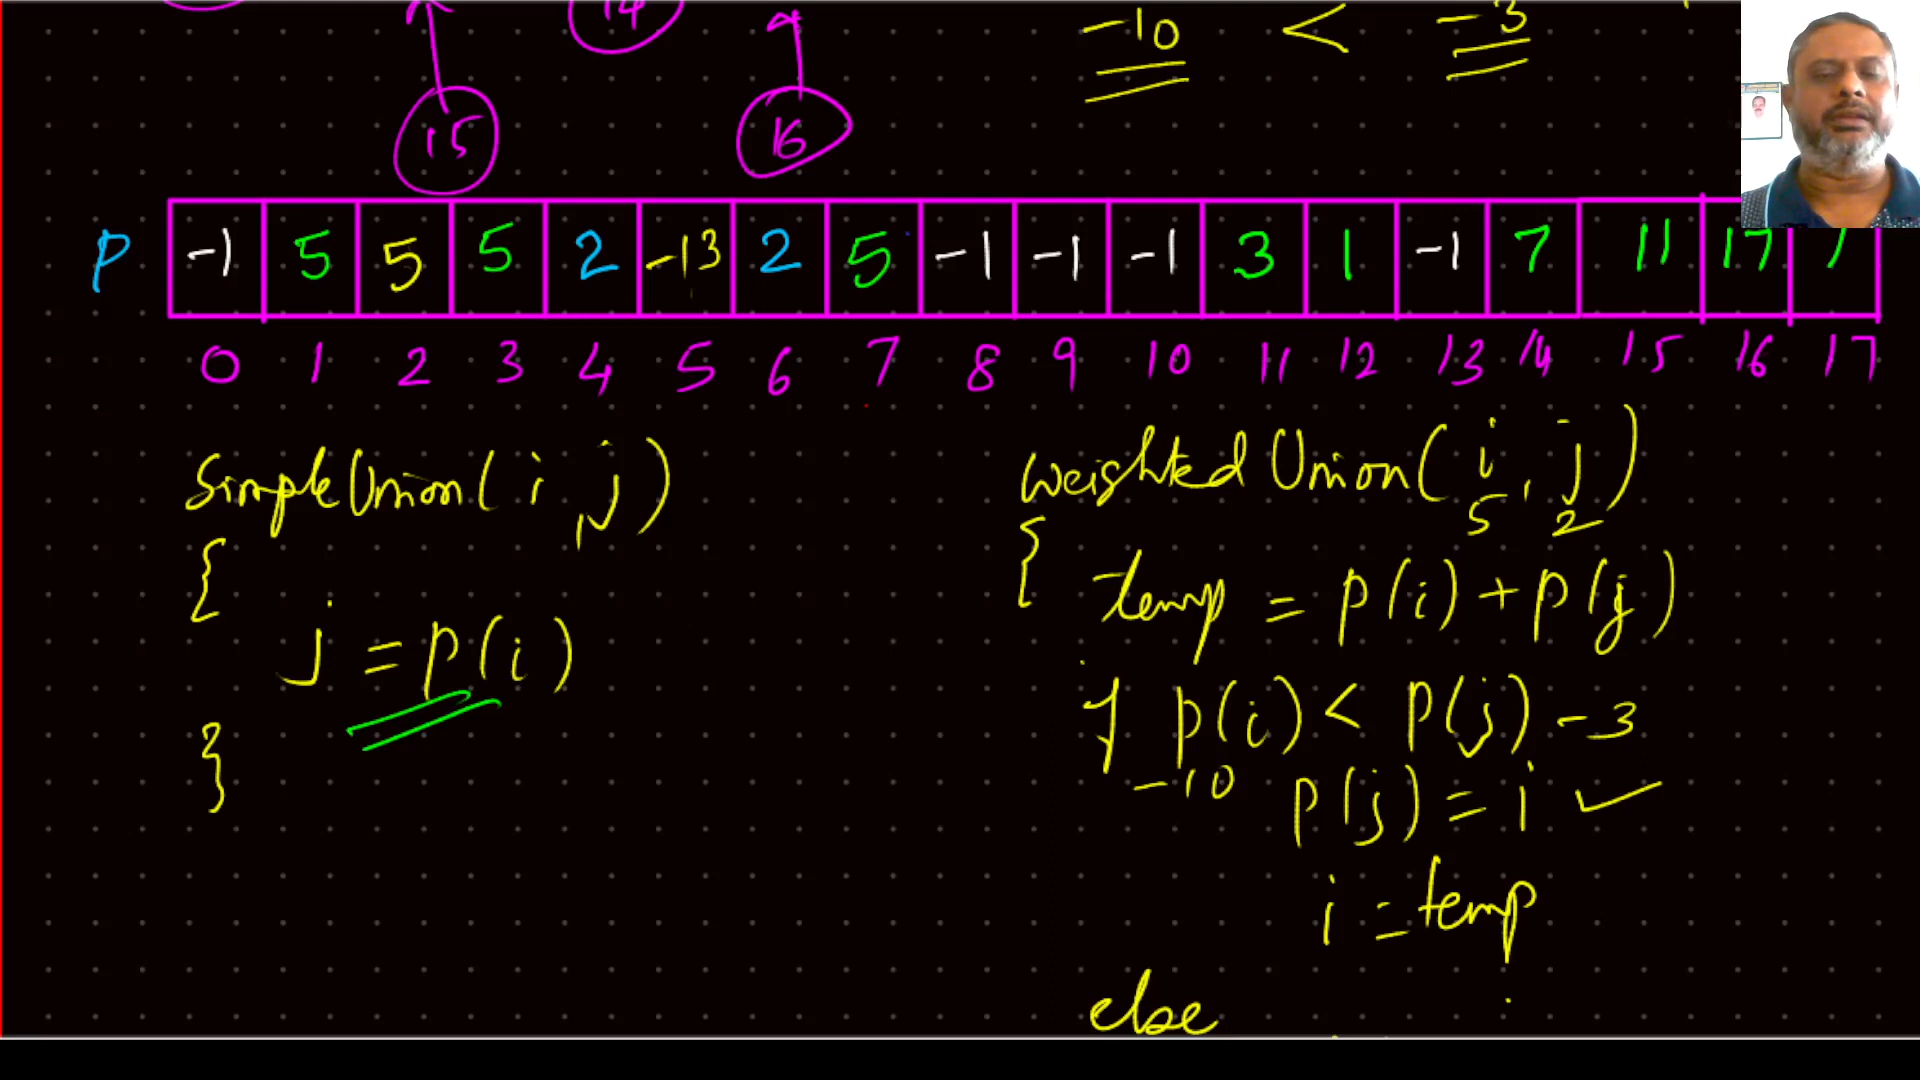 14
-10 < -3
15 16
P -1 5 5 5 2 -13 2 5 -1 -1 -1 3 1 -1 7 11 17
0 1 2 3 4 5 6 7 8 9 10 11 12 13 14 15 16 17
SimpleUnion(i, j)
{
j = p(i)
}
WeightedUnion(i, j)
5 2
{ temp = p(i) + p(j)
if p(i) < p(j) -3
-10 p(j) = i ✓
i = temp
else